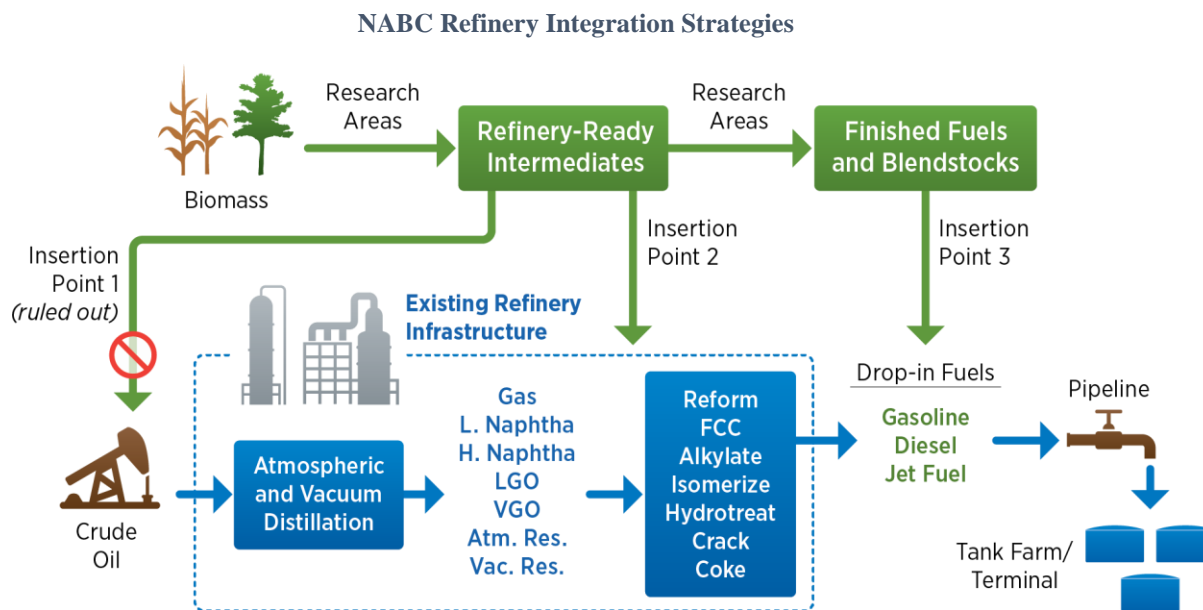 NABC Refinery Integration Strategies
Research
Areas
Refinery-Ready
Intermediates
Research
Areas
Finished Fuels
and Blendstocks
Biomass
Insertion
Point 1
(ruled out)
Insertion
Point 2
Insertion
Point 3
Existing Refinery
Infrastructure
Crude
Oil
Atmospheric
and Vacuum
Distillation
Gas
L. Naphtha
H. Naphtha
LGO
VGO
Atm. Res.
Vac. Res.
Reform
FCC
Alkylate
Isomerize
Hydrotreat
Crack
Coke
Drop-in Fuels
Gasoline
Diesel
Jet Fuel
Pipeline
Tank Farm/
Terminal